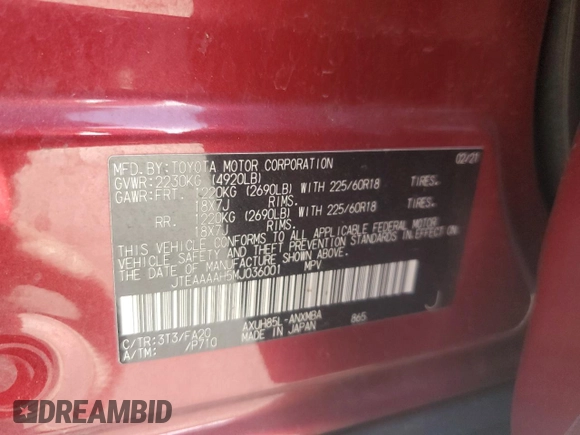 MFD. BY: TOYOTA MOTOR CORPORATION 02/21
GVWR: 2230KG (4920LB)
GAWR: FRT. 1220KG (2690LB) WITH 225/60R18 TIRES.
18X7J RIMS.
RR. 1220KG (2690LB) WITH 225/60R18 TIRES.
18X7J RIMS.
THIS VEHICLE CONFORMS TO ALL APPLICABLE FEDERAL MOTOR
VEHICLE SAFETY AND THEFT PREVENTION STANDARDS IN EFFECT ON
THE DATE OF MANUFACTURE SHOWN ABOVE.
JTEAAAAH5MJ036001 MPV
C/TR: 3T3/FA20 AXUH85L-ANXMBA 865
A/TM: /P710 MADE IN JAPAN
DREAMBID